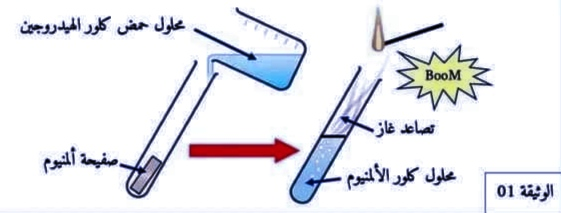 محلول حمض كلور الهيدروجين
BooM
تصاعد غاز
صفيحة ألمنيوم
محلول كلور الألمنيوم
الوثيقة 01